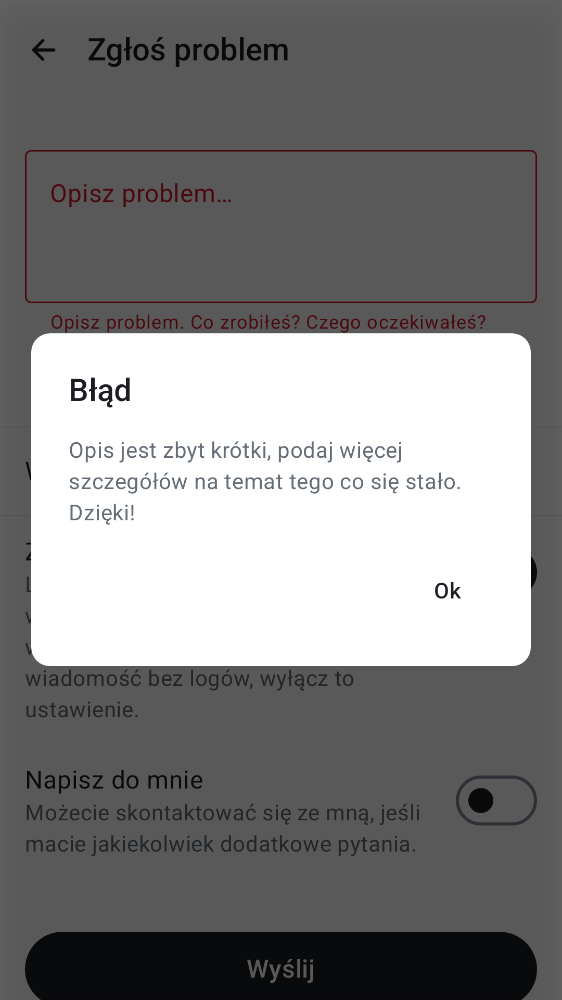 Zgłoś problem
Opisz problem...
Opisz problem. Co zrobiłeś? Czego oczekiwałeś?
Błąd
Opis jest zbyt krótki, podaj więcej
szczegółów na temat tego co się stało.
Dzięki!
Ok
wiadomość bez logów, wyłącz to
ustawienie.
Napisz do mnie
Możecie skontaktować się ze mną, jeśli
macie jakiekolwiek dodatkowe pytania.
Wyślij